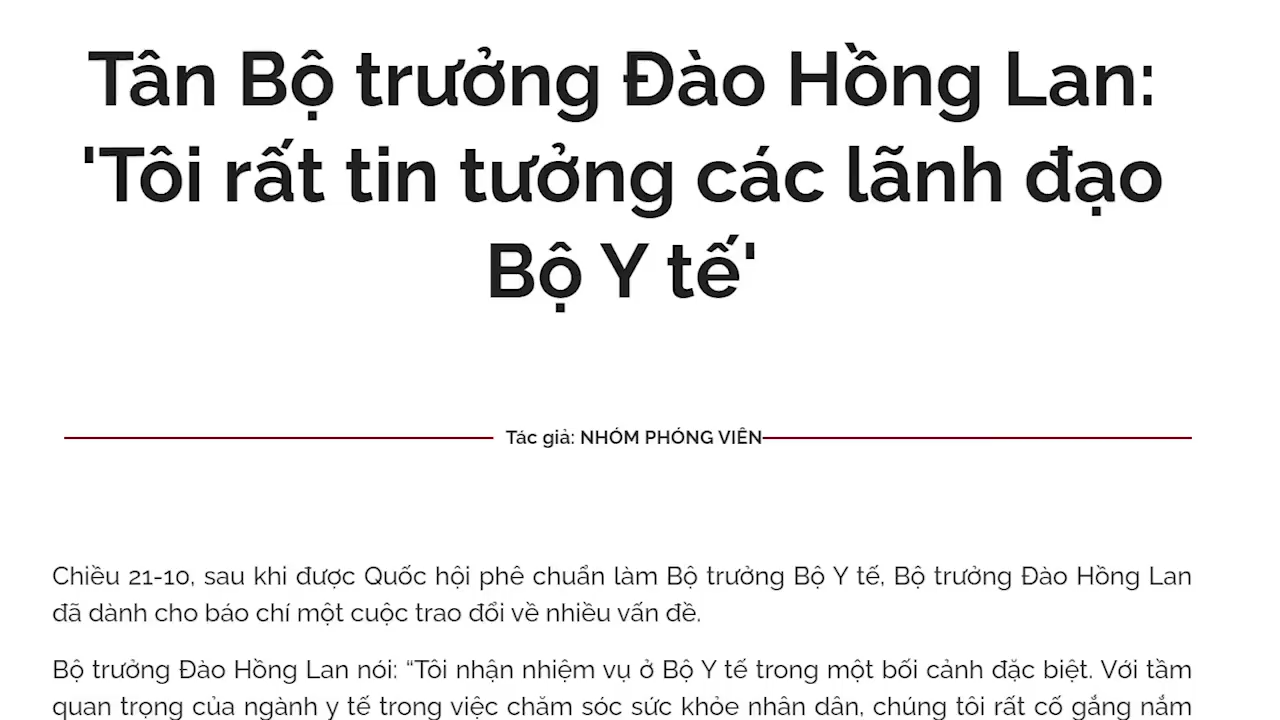 Tân Bộ trưởng Đào Hồng Lan:
'Tôi rất tin tưởng các lãnh đạo
Bộ Y tế'
Tác giả: NHÓM PHÓNG VIÊN
Chiều 21-10, sau khi được Quốc hội phê chuẩn làm Bộ trưởng Bộ Y tế, Bộ trưởng Đào Hồng Lan
đã dành cho báo chí một cuộc trao đổi về nhiều vấn đề.
Bộ trưởng Đào Hồng Lan nói: “Tôi nhận nhiệm vụ ở Bộ Y tế trong một bối cảnh đặc biệt. Với tầm
quan trọng của ngành y tế trong việc chăm sóc sức khỏe nhân dân, chúng tôi rất cố gắng nắm